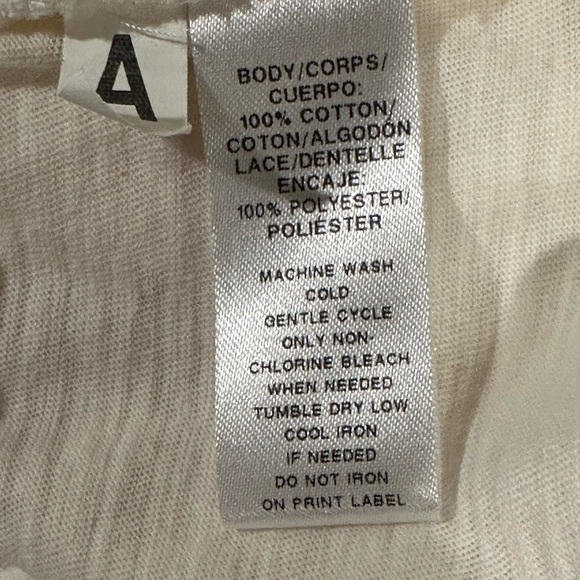 A
BODY/CORPS/
CUERPO:
100% COTTON/
COTON/ALGODÓN
LACE/DENTELLE
ENCAJE:
100% POLYESTER/
POLIÉSTER
MACHINE WASH
COLD
GENTLE CYCLE
ONLY NON-
CHLORINE BLEACH
WHEN NEEDED
TUMBLE DRY LOW
COOL IRON
IF NEEDED
DO NOT IRON
ON PRINT LABEL